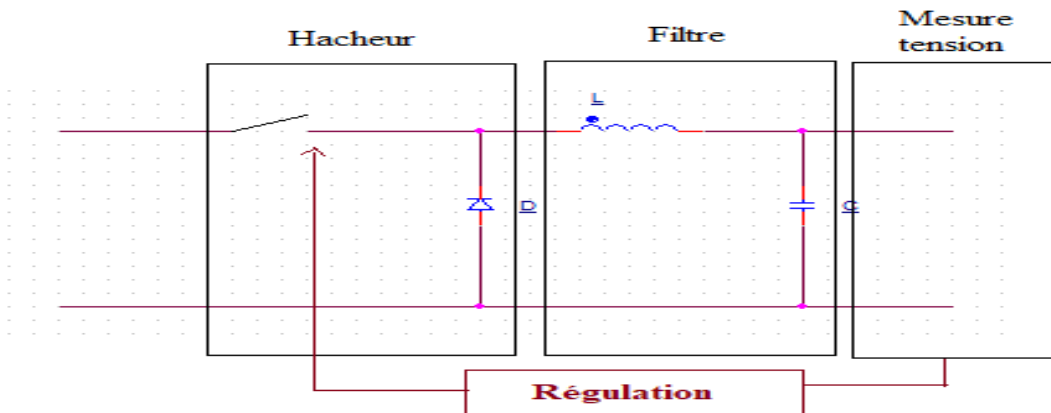 Hacheur
Filtre
Mesure
tension
L
D
C
Régulation